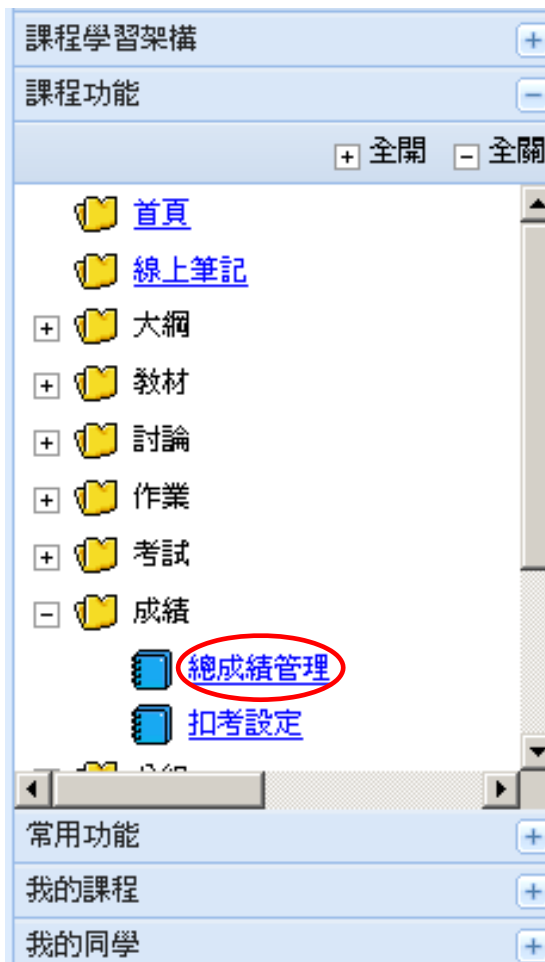 課程學習架構
課程功能
全開 全關
首頁
線上筆記
大綱
教材
討論
作業
考試
成績
總成績管理
扣考設定
常用功能
我的課程
我的同學